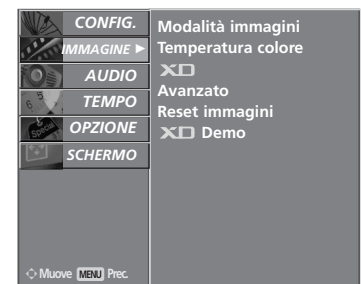 CONFIG.
IMMAGINE ►
AUDIO
TEMPO
OPZIONE
SCHERMO
Modalità immagini
Temperatura colore
XD
Avanzato
Reset immagini
XD Demo
Special
Muove MENU Prec.